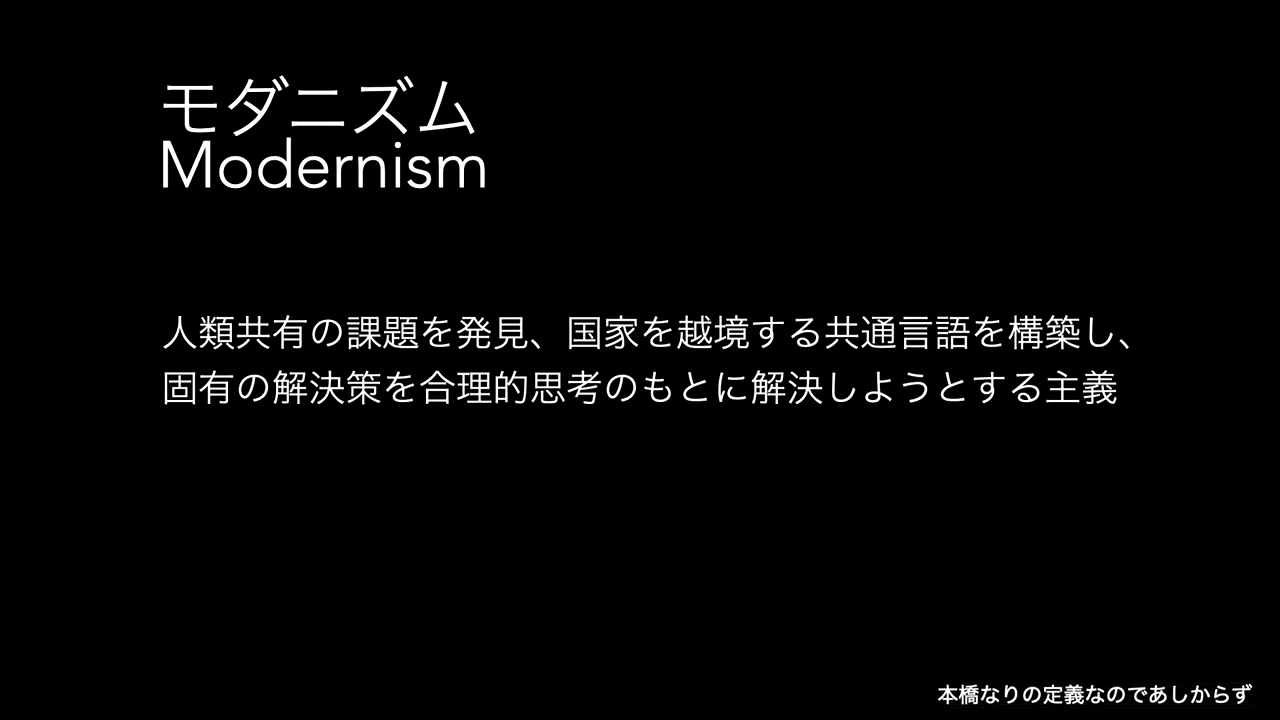 モダニズム
Modernism
人類共有の課題を発見、国家を越境する共通言語を構築し、
固有の解決策を合理的思考のもとに解決しようとする主義
本橋なりの定義なのであしからず